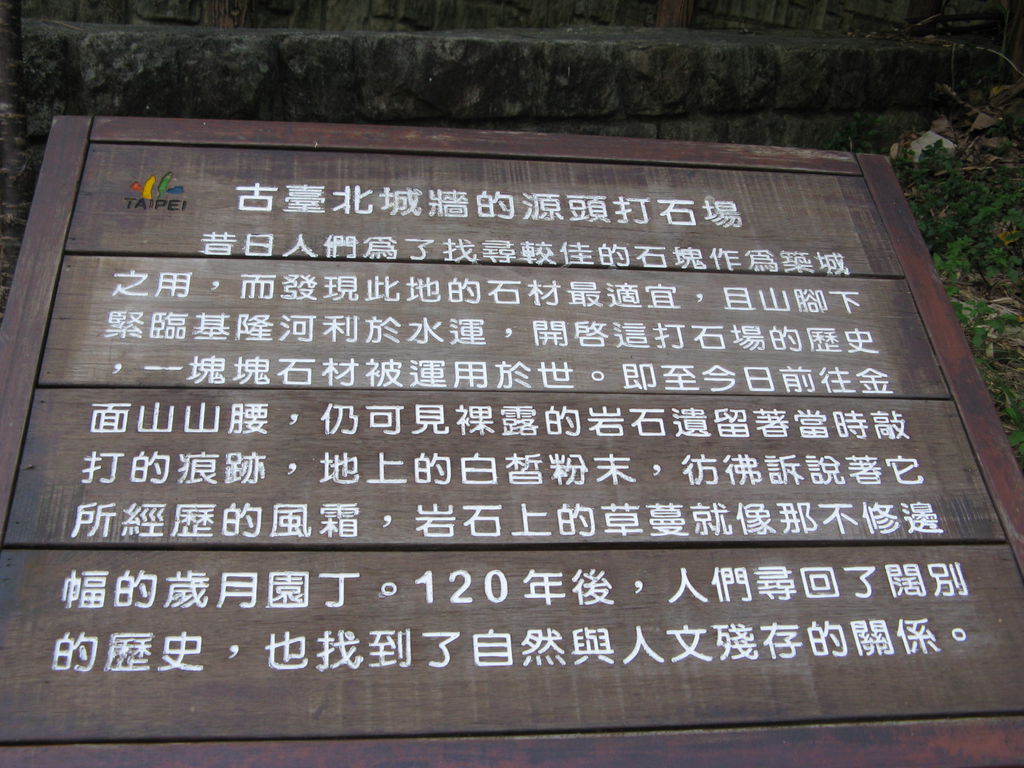 TAIPEI
古臺北城牆的源頭打石場
昔日人們為了找尋較佳的石塊作為築城
之用，而發現此地的石材最適宜，且山腳下
緊臨基隆河利於水運，開啓這打石場的歷史
，一塊塊石材被運用於世。即至今日前往金
面山山腰，仍可見裸露的岩石遺留著當時敲
打的痕跡，地上的白皙粉末，彷彿訴說著它
所經歷的風霜，岩石上的草蔓就像那不修邊
幅的歲月園丁。120年後，人們尋回了闊別
的歷史，也找到了自然與人文殘存的關係。